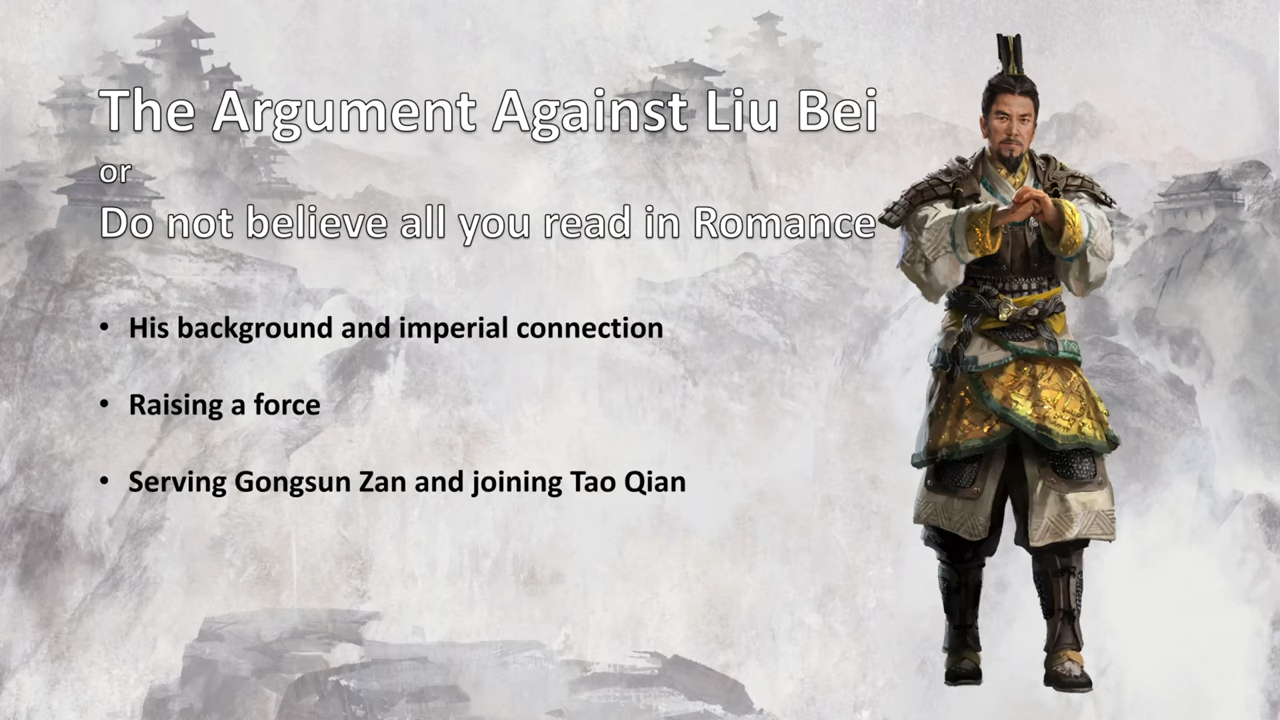 The Argument Against Liu Bei
or
Do not believe all you read in Romance
• His background and imperial connection
• Raising a force
• Serving Gongsun Zan and joining Tao Qian